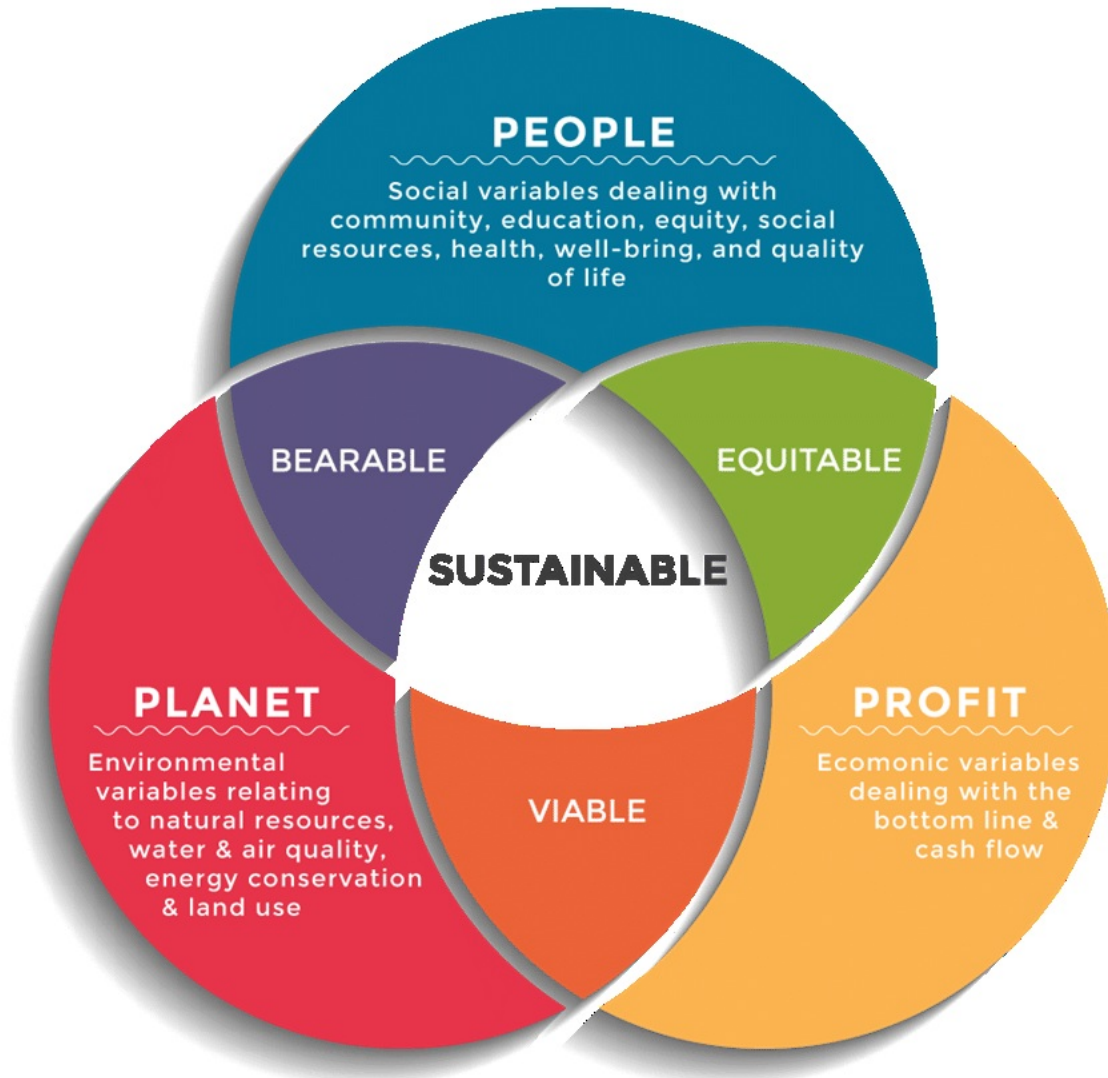 PEOPLE
Social variables dealing with
community, education, equity, social
resources, health, well-bring, and quality
of life
BEARABLE
EQUITABLE
SUSTAINABLE
PLANET
Environmental
variables relating
to natural resources,
water & air quality,
energy conservation
& land use
PROFIT
Ecomonic variables
dealing with the
bottom line &
cash flow
VIABLE